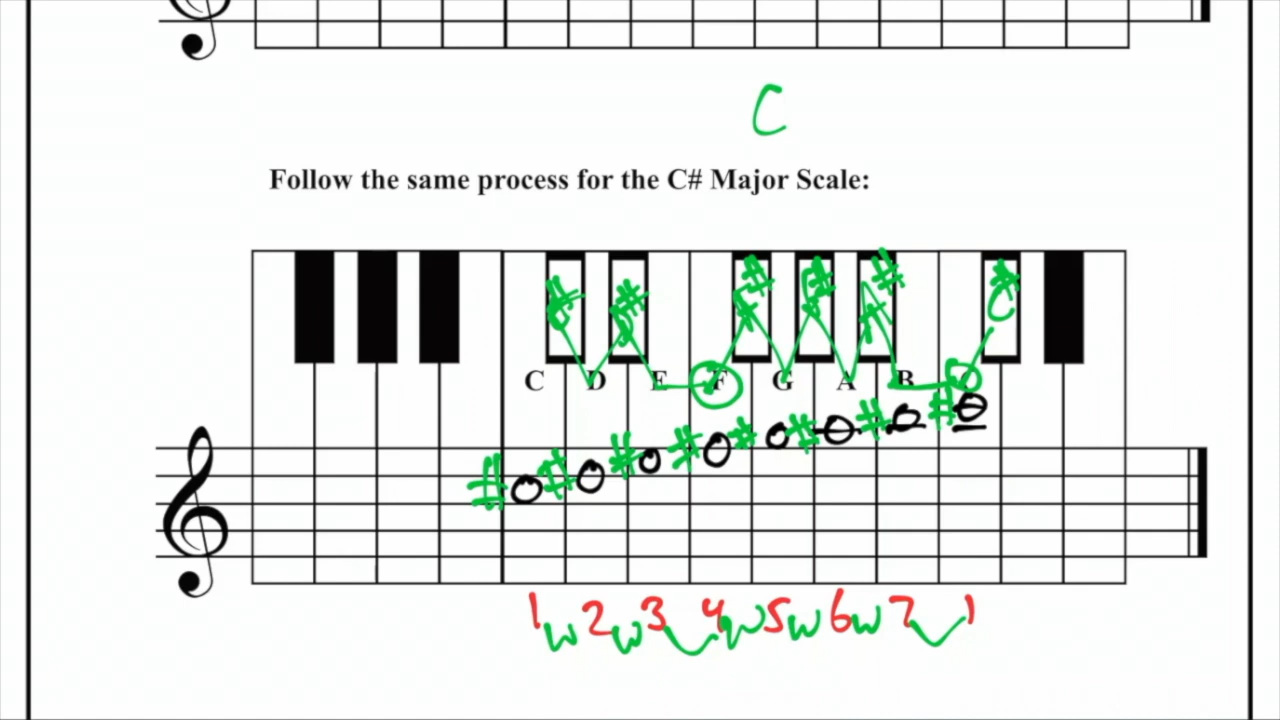 C
Follow the same process for the C# Major Scale:
# # # # # C#
C D E F G A B
# # # # # # # #
1 2 3 4 5 6 7 1
w w w w w